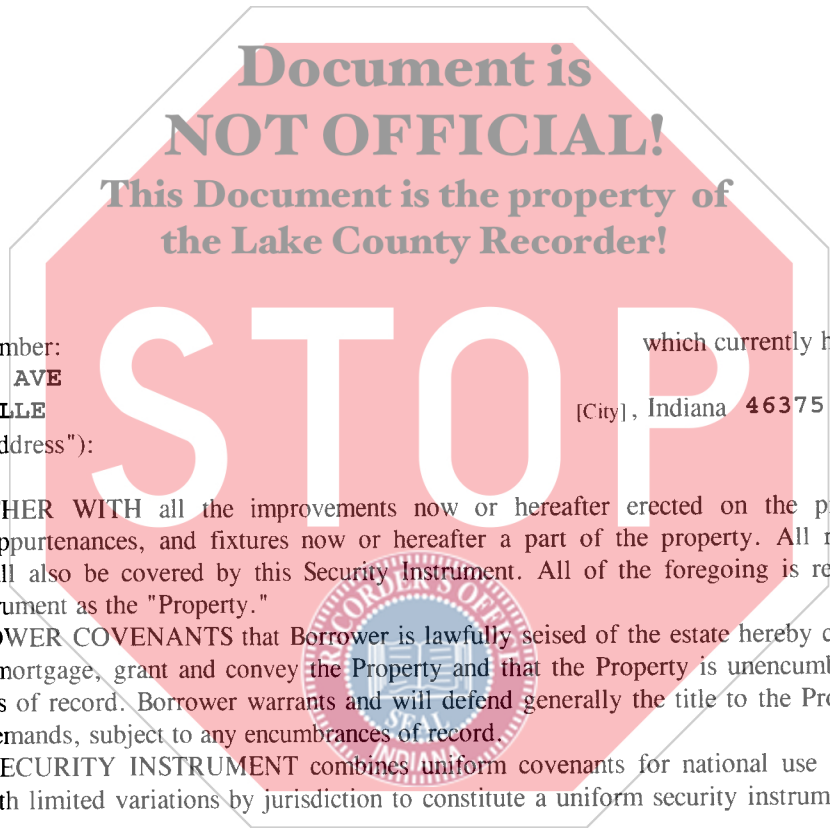 Document is
NOT OFFICIAL!
This Document is the property of
the Lake County Recorder!
STOP
mber: which currently h
AVE
LLE [City], Indiana 46375
ddress"):
HER WITH all the improvements now or hereafter erected on the p
ppurtenances, and fixtures now or hereafter a part of the property. All r
ll also be covered by this Security Instrument. All of the foregoing is re
rument as the "Property."
OWER COVENANTS that Borrower is lawfully seised of the estate hereby c
mortgage, grant and convey the Property and that the Property is unencumb
s of record. Borrower warrants and will defend generally the title to the Pro
emands, subject to any encumbrances of record.
ECURITY INSTRUMENT combines uniform covenants for national use
th limited variations by jurisdiction to constitute a uniform security instrum
RECORDER'S OFFICE
SEAL
INDIANA